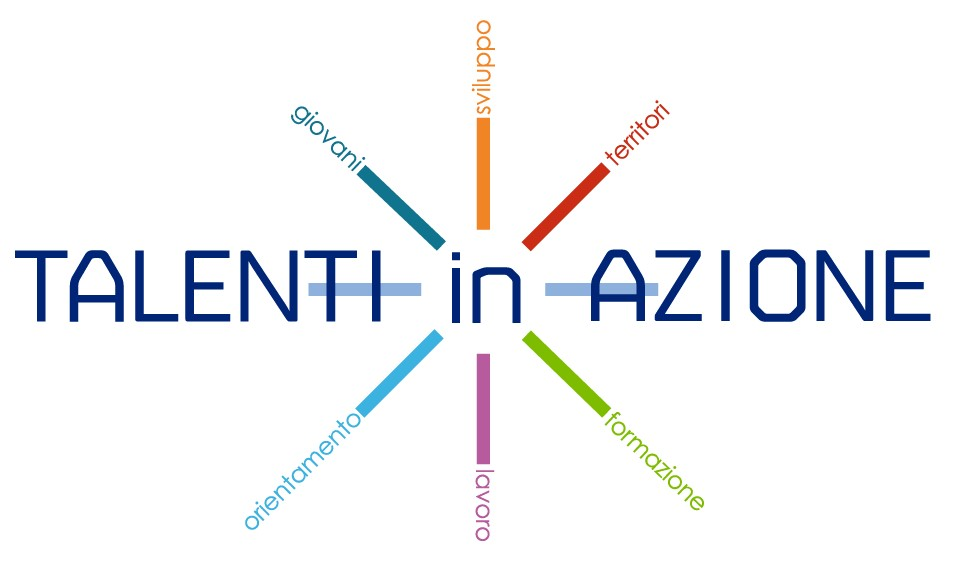 sviluppo
giovani
territori
TALENTI in AZIONE
orientamento
formazione
lavoro